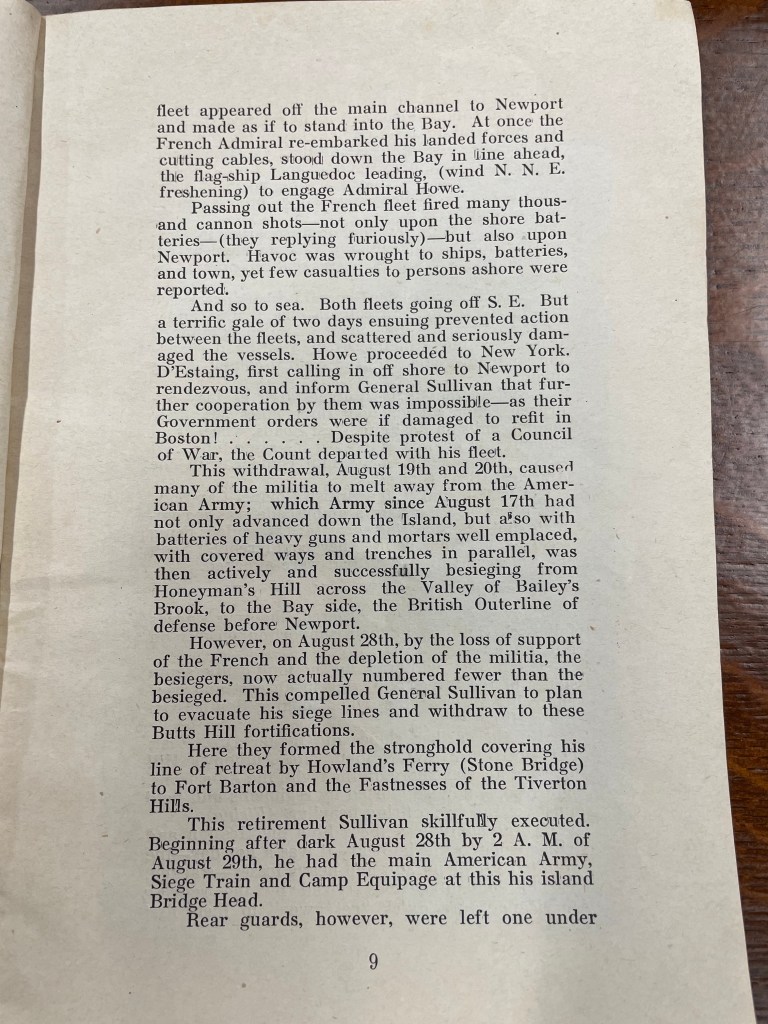 fleet appeared off the main channel to Newport
and made as if to stand into the Bay. At once the
French Admiral re-embarked his landed forces and
cutting cables, stood down the Bay in line ahead,
the flag-ship Languedoc leading, (wind N. N. E.
freshening) to engage Admiral Howe.
Passing out the French fleet fired many thous-
and cannon shots—not only upon the shore bat-
teries—(they replying furiously)—but also upon
Newport. Havoc was wrought to ships, batteries,
and town, yet few casualties to persons ashore were
reported.
And so to sea. Both fleets going off S. E. But
a terrific gale of two days ensuing prevented action
between the fleets, and scattered and seriously dam-
aged the vessels. Howe proceeded to New York.
D'Estaing, first calling in off shore to Newport to
rendezvous, and inform General Sullivan that fur-
ther cooperation by them was impossible—as their
Government orders were if damaged to refit in
Boston! . . . . . . Despite protest of a Council
of War, the Count departed with his fleet.
This withdrawal, August 19th and 20th, caused
many of the militia to melt away from the Amer-
ican Army; which Army since August 17th had
not only advanced down the Island, but also with
batteries of heavy guns and mortars well emplaced,
with covered ways and trenches in parallel, was
then actively and successfully besieging from
Honeyman's Hill across the Valley of Bailey's
Brook, to the Bay side, the British Outerline of
defense before Newport.
However, on August 28th, by the loss of support
of the French and the depletion of the militia, the
besiegers, now actually numbered fewer than the
besieged. This compelled General Sullivan to plan
to evacuate his siege lines and withdraw to these
Butts Hill fortifications.
Here they formed the stronghold covering his
line of retreat by Howland's Ferry (Stone Bridge)
to Fort Barton and the Fastnesses of the Tiverton
Hills.
This retirement Sullivan skillfully executed.
Beginning after dark August 28th by 2 A. M. of
August 29th, he had the main American Army,
Siege Train and Camp Equipage at this his island
Bridge Head.
Rear guards, however, were left one under
9